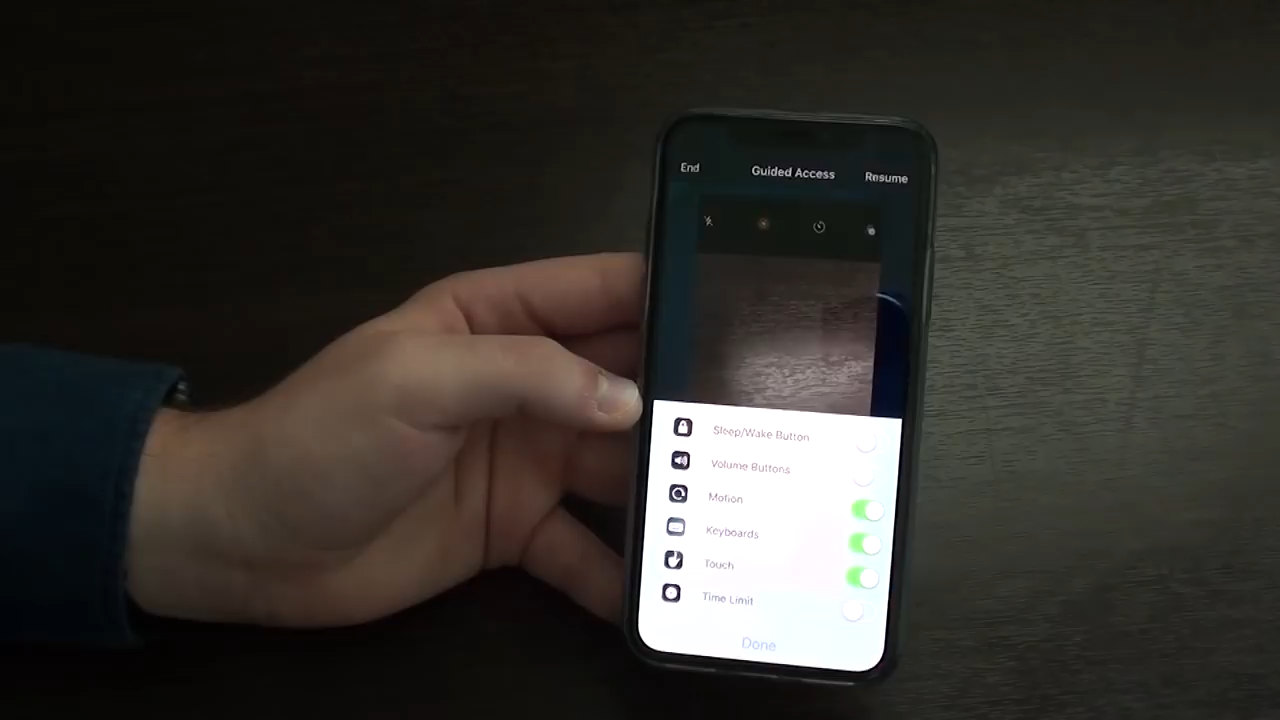 End
Guided Access
Resume
Sleep/Wake Button
Volume Buttons
Motion
Keyboards
Touch
Time Limit
Done